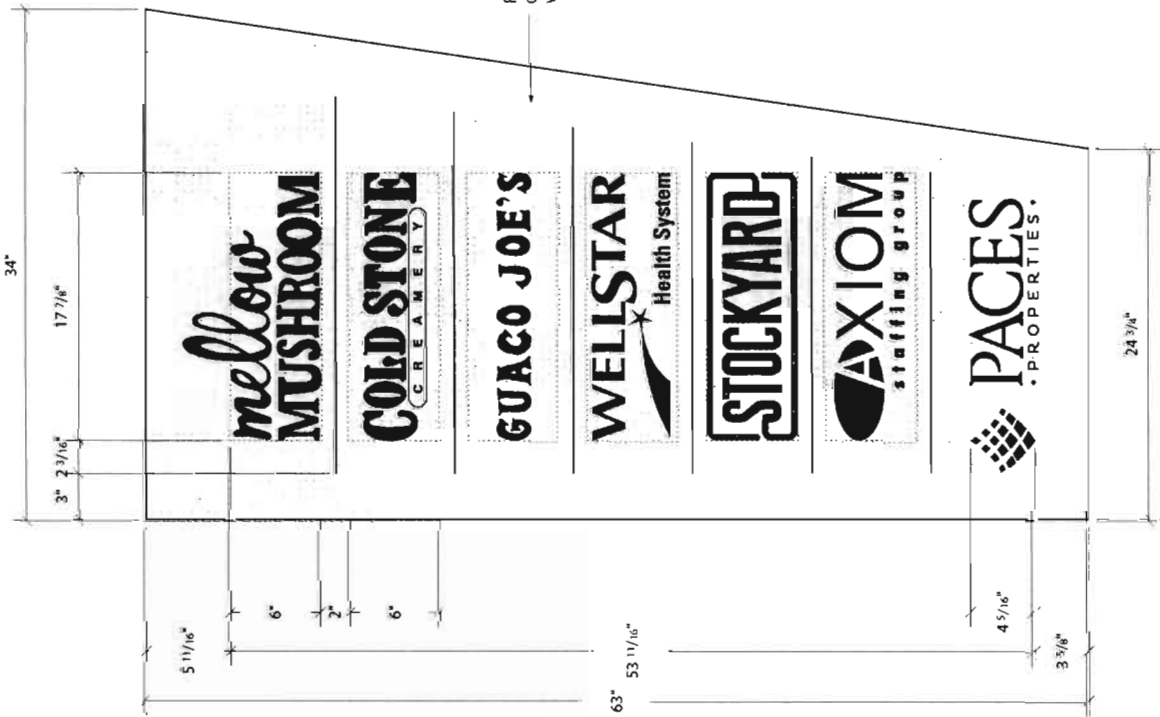 34"
17 7/8"
3"
2 3/16"
mellow
MUSHROOM
COLD STONE
CREAMERY
GUACO JOE'S
WELLSTAR
Health System
STOCKYARD
AXIOM
staffing group
PACES
• PROPERTIES •
24 3/4"
5 11/16"
6"
2"
6"
53 11/16"
4 5/16"
3 5/8"
63"